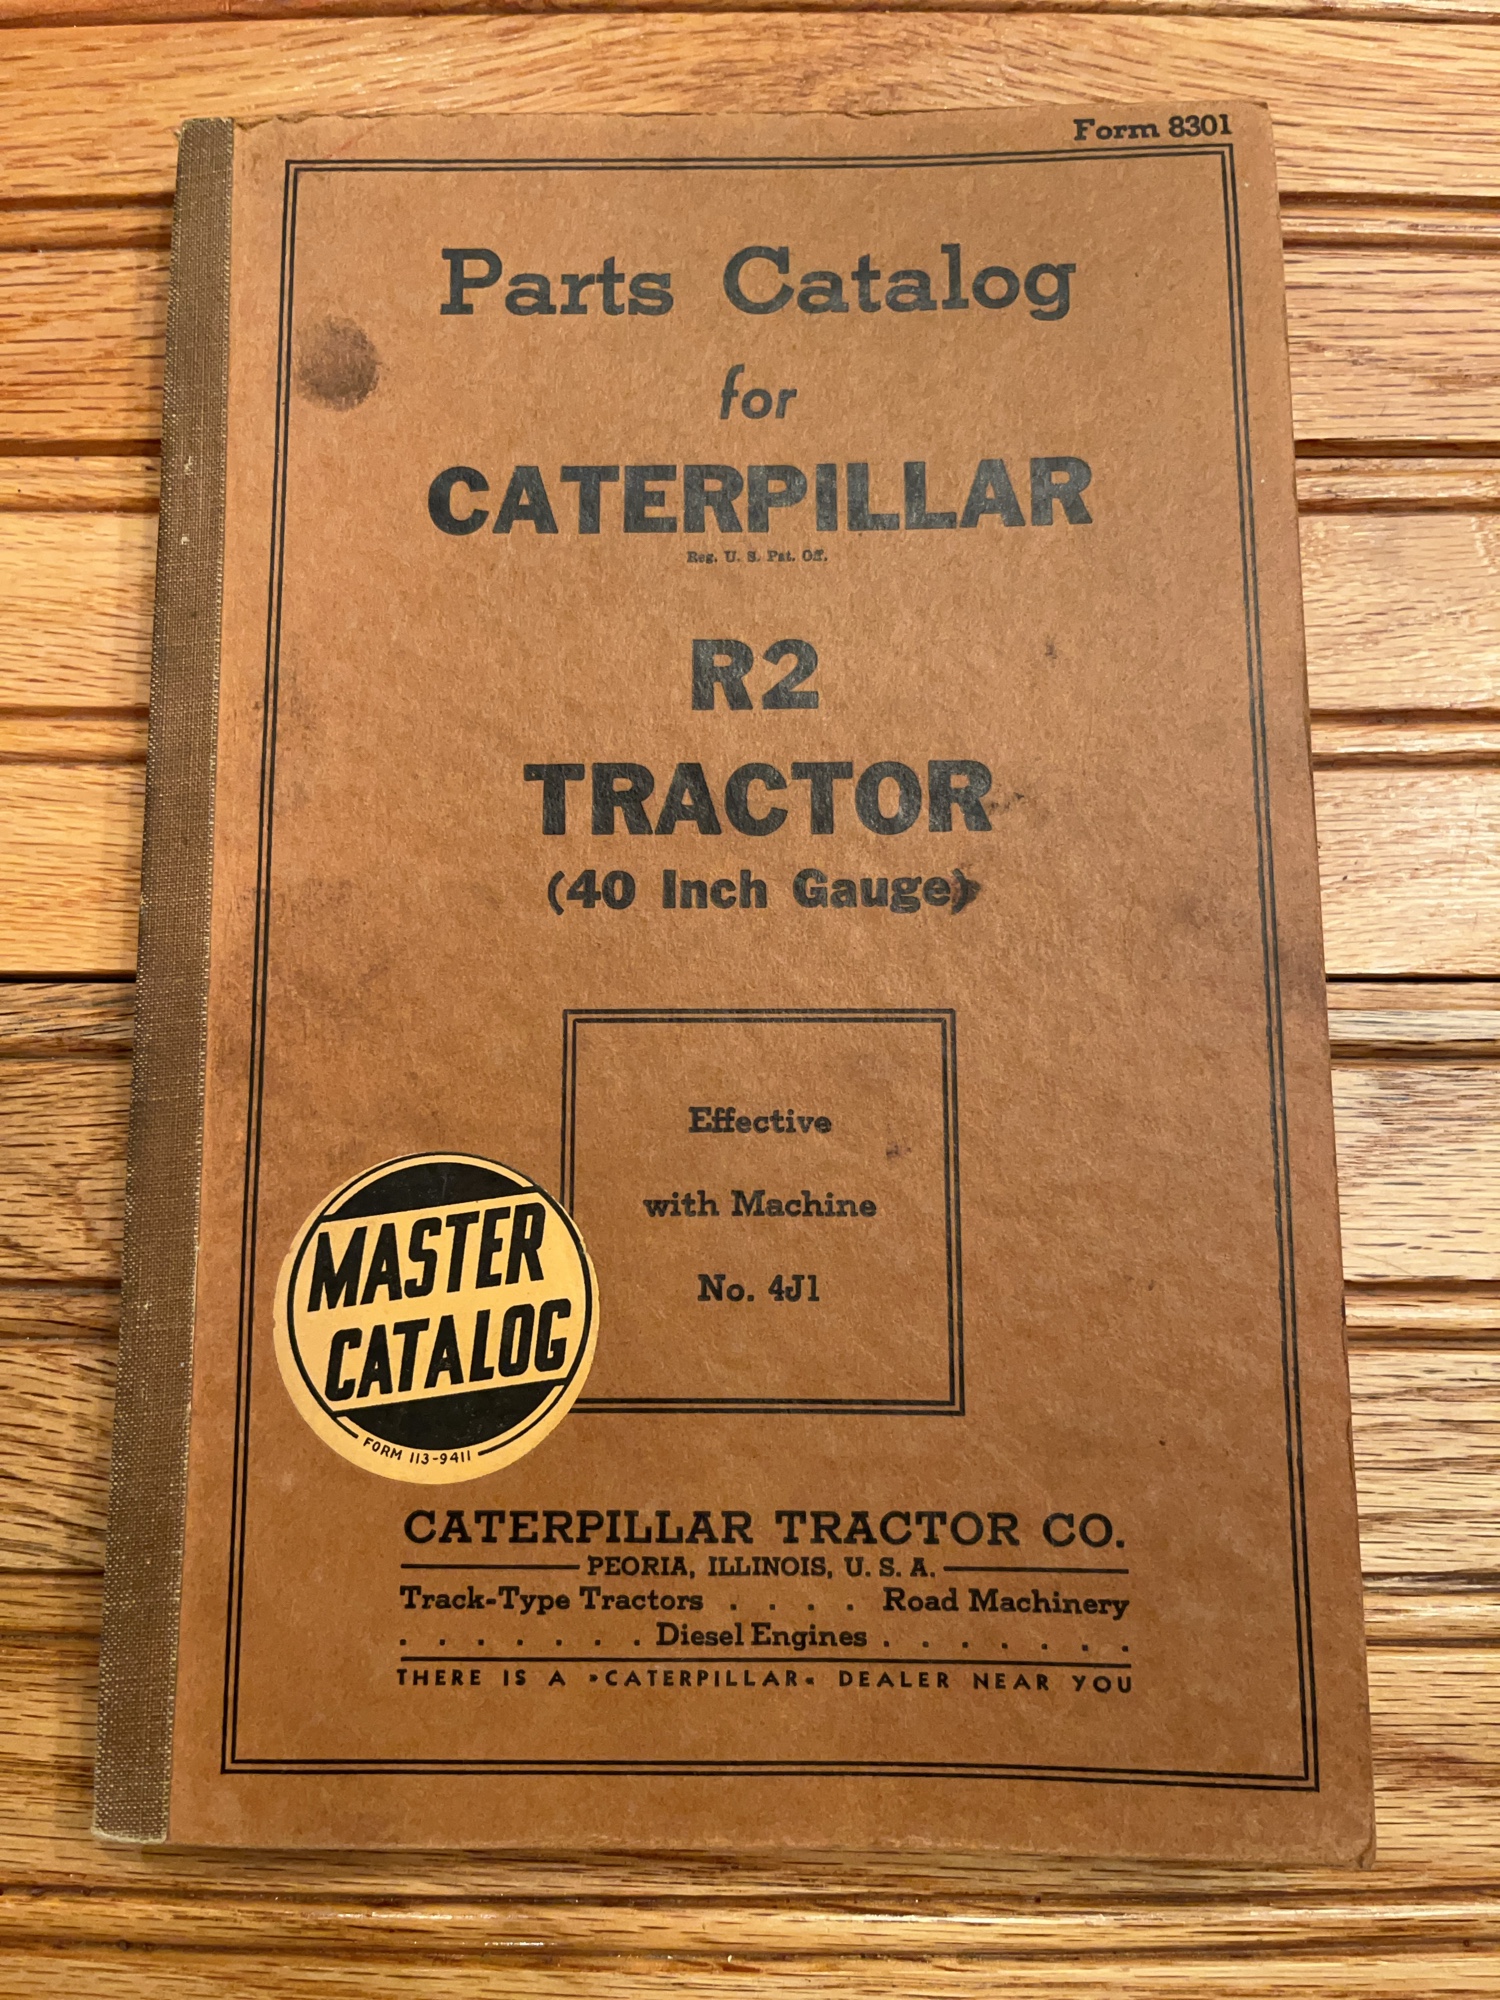 Form 8301
Parts Catalog
for
CATERPILLAR
Reg. U. S. Pat. Off.
R2
TRACTOR
(40 Inch Gauge)
Effective
with Machine
No. 4J1
MASTER
CATALOG
FORM 113-9411
CATERPILLAR TRACTOR CO.
PEORIA, ILLINOIS, U. S. A.
Track-Type Tractors . . . . Road Machinery
. . . . . . . Diesel Engines . . . . . . .
THERE IS A »CATERPILLAR« DEALER NEAR YOU